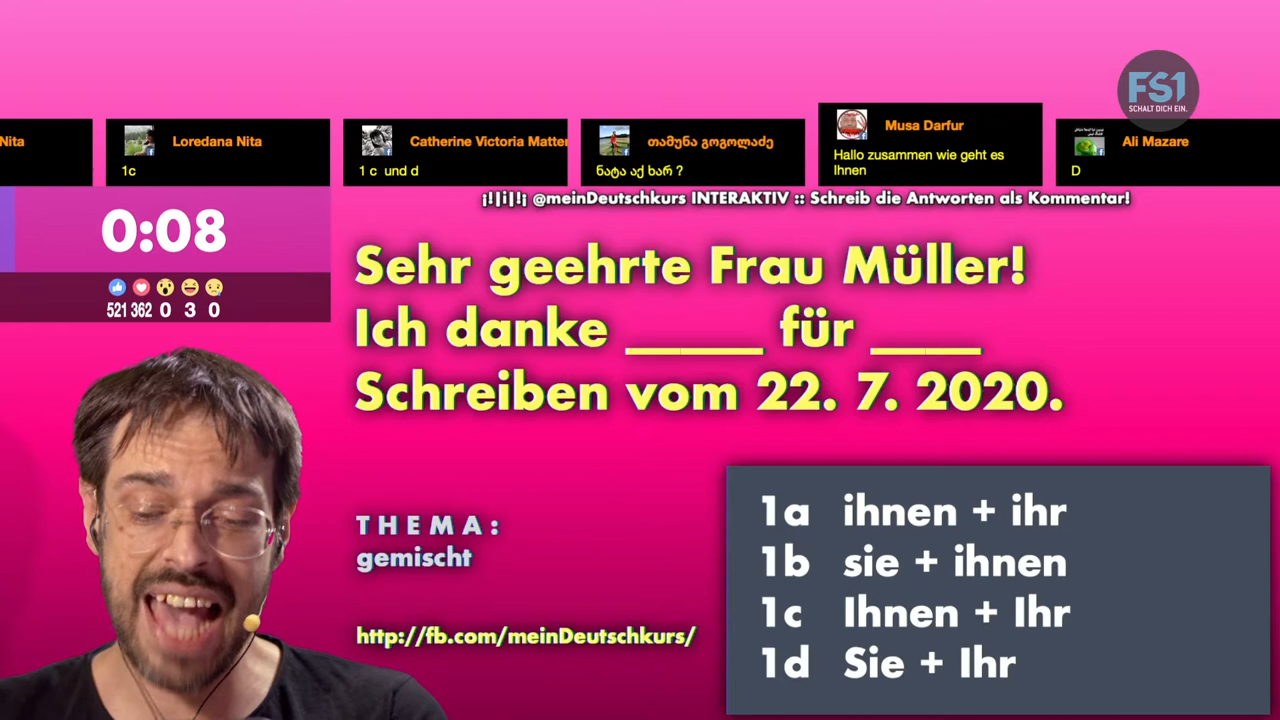 FS1
SCHALT DICH EIN.
Nita
Loredana Nita
1c
Catherine Victoria Matter
1 c und d
თამუნა გოგოლაძე
ნატა აქ ხარ ?
Musa Darfur
Hallo zusammen wie geht es
Ihnen
Ali Mazare
D
¡!|i|!¡ @meinDeutschkurs INTERAKTIV :: Schreib die Antworten als Kommentar!
0:08
521 362 0 3 0
Sehr geehrte Frau Müller!
Ich danke _____ für ____
Schreiben vom 22. 7. 2020.
THEMA:
gemischt
http://fb.com/meinDeutschkurs/
1a ihnen + ihr
1b sie + ihnen
1c Ihnen + Ihr
1d Sie + Ihr